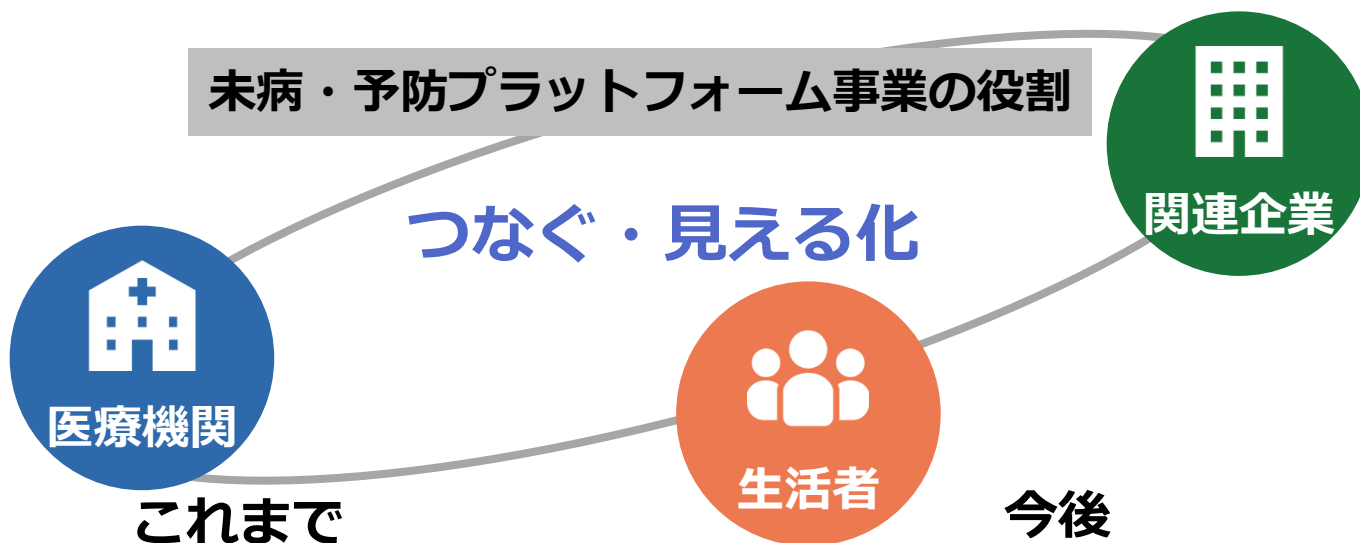 未病・予防プラットフォーム事業の役割
つなぐ・見える化
関連企業
医療機関
生活者
これまで
今後